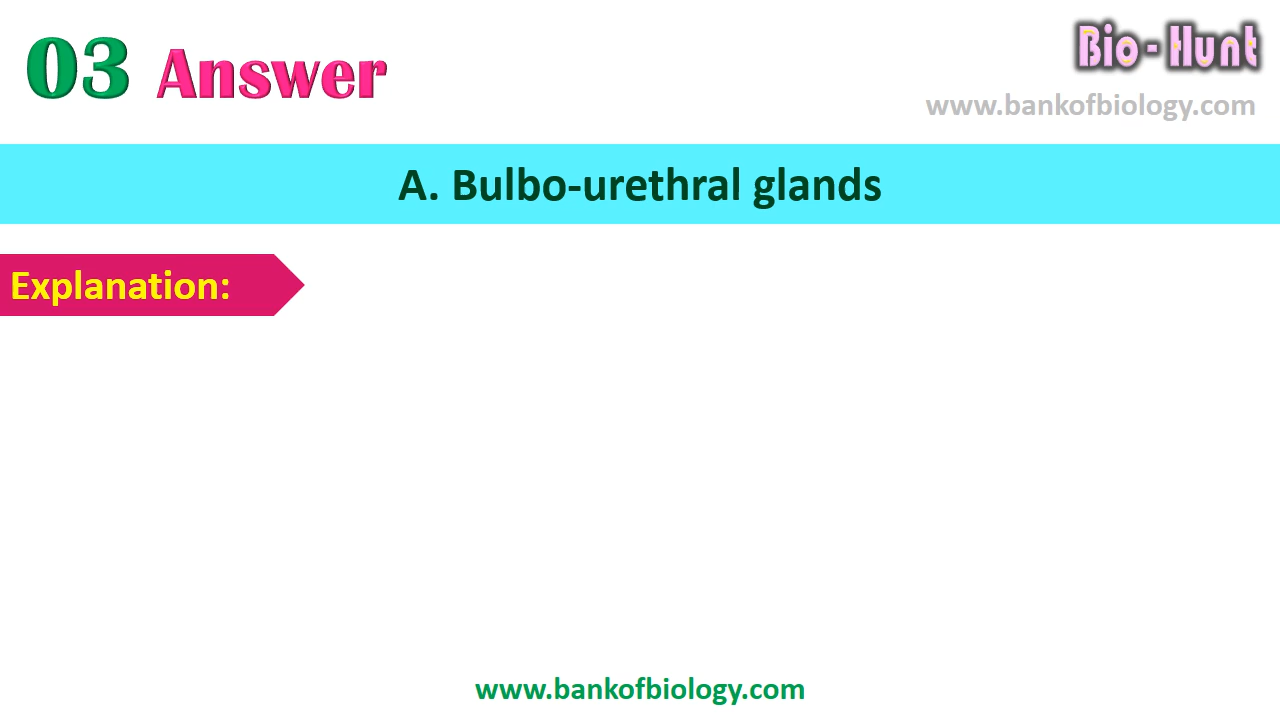 03 Answer
Bio - Hunt
www.bankofbiology.com
A. Bulbo-urethral glands
Explanation:
www.bankofbiology.com